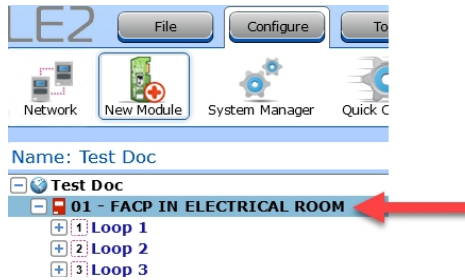 LE2
File
Configure
To
Network
New Module
System Manager
Quick C
Name: Test Doc
Test Doc
01 - FACP IN ELECTRICAL ROOM
1 Loop 1
2 Loop 2
3 Loop 3